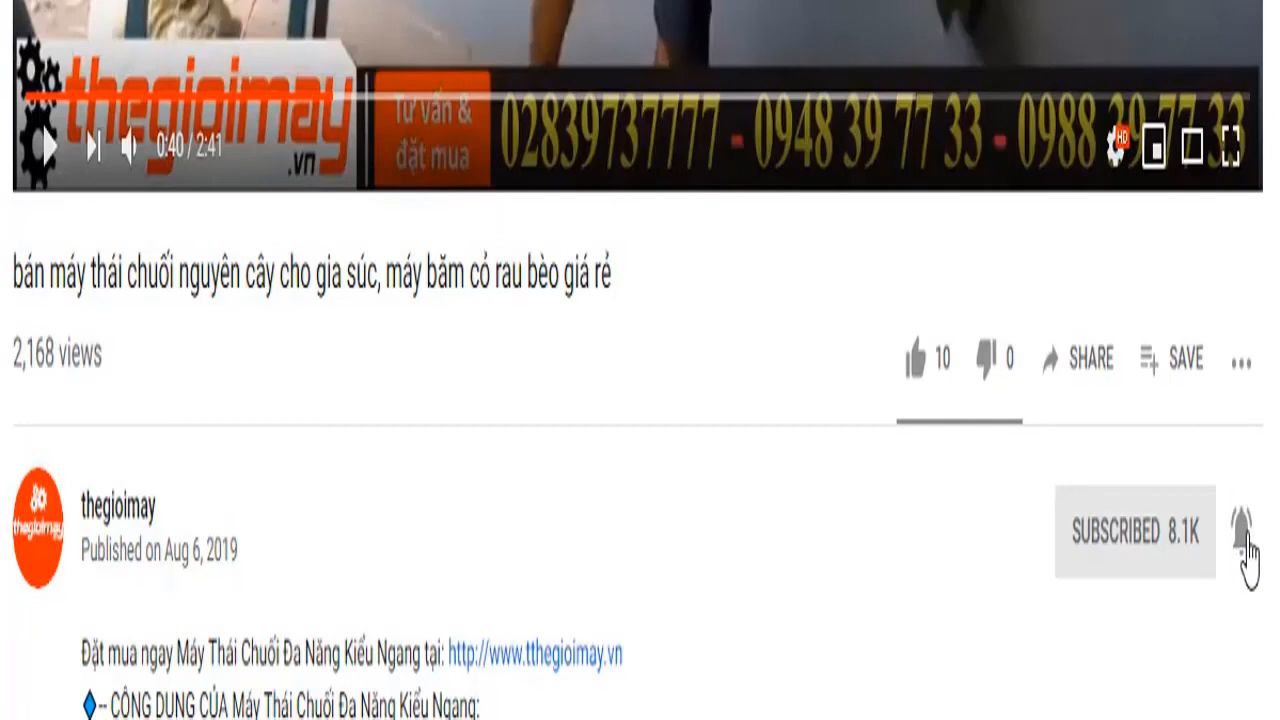 thegioimay
.vn
Tư vấn &
đặt mua
02839737777 - 0948 39 77 33 - 0988 39 77 33
HD
0:40 / 2:41
bán máy thái chuối nguyên cây cho gia súc, máy băm cỏ rau bèo giá rẻ
2,168 views
10 0 SHARE SAVE
thegioimay
thegioimay
Published on Aug 6, 2019
SUBSCRIBED 8.1K
Đặt mua ngay Máy Thái Chuối Đa Năng Kiểu Ngang tại: http://www.tthegioimay.vn
-- CÔNG DỤNG CỦA Máy Thái Chuối Đa Năng Kiểu Ngang: